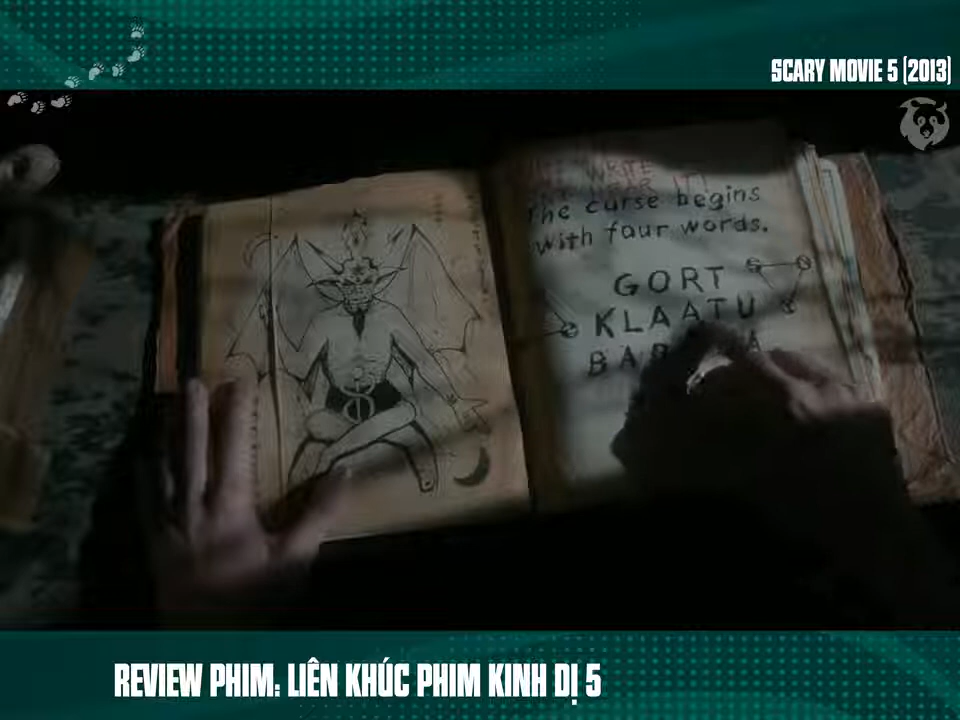 SCARY MOVIE 5 (2013)
WRITE
The curse begins
with four words.
GORT
KLAATU
REVIEW PHIM: LIÊN KHÚC PHIM KINH DỊ 5